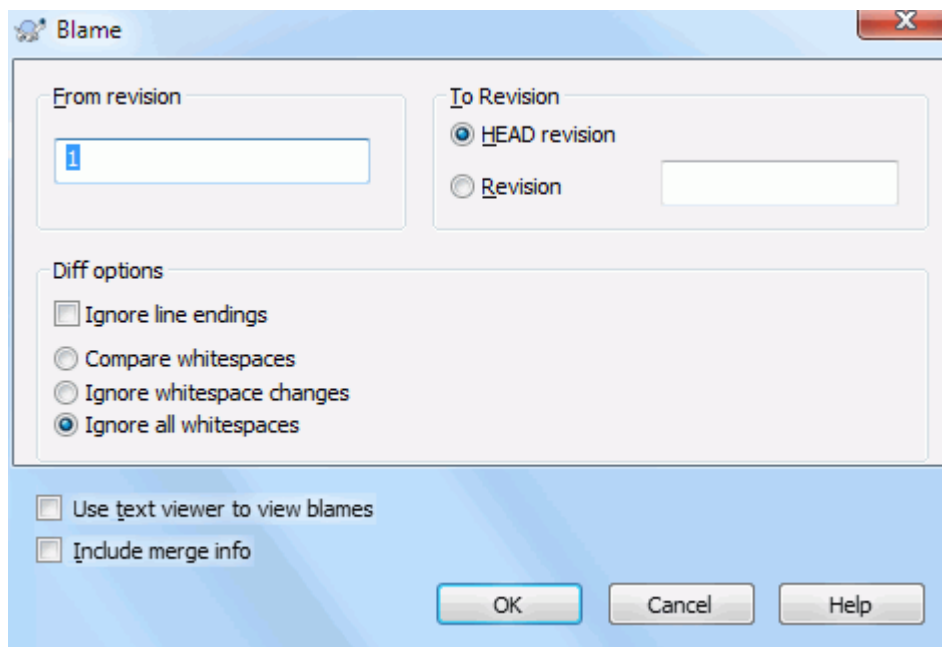 Blame
From revision
1
To Revision
HEAD revision
Revision
Diff options
Ignore line endings
Compare whitespaces
Ignore whitespace changes
Ignore all whitespaces
Use text viewer to view blames
Include merge info
OK Cancel Help